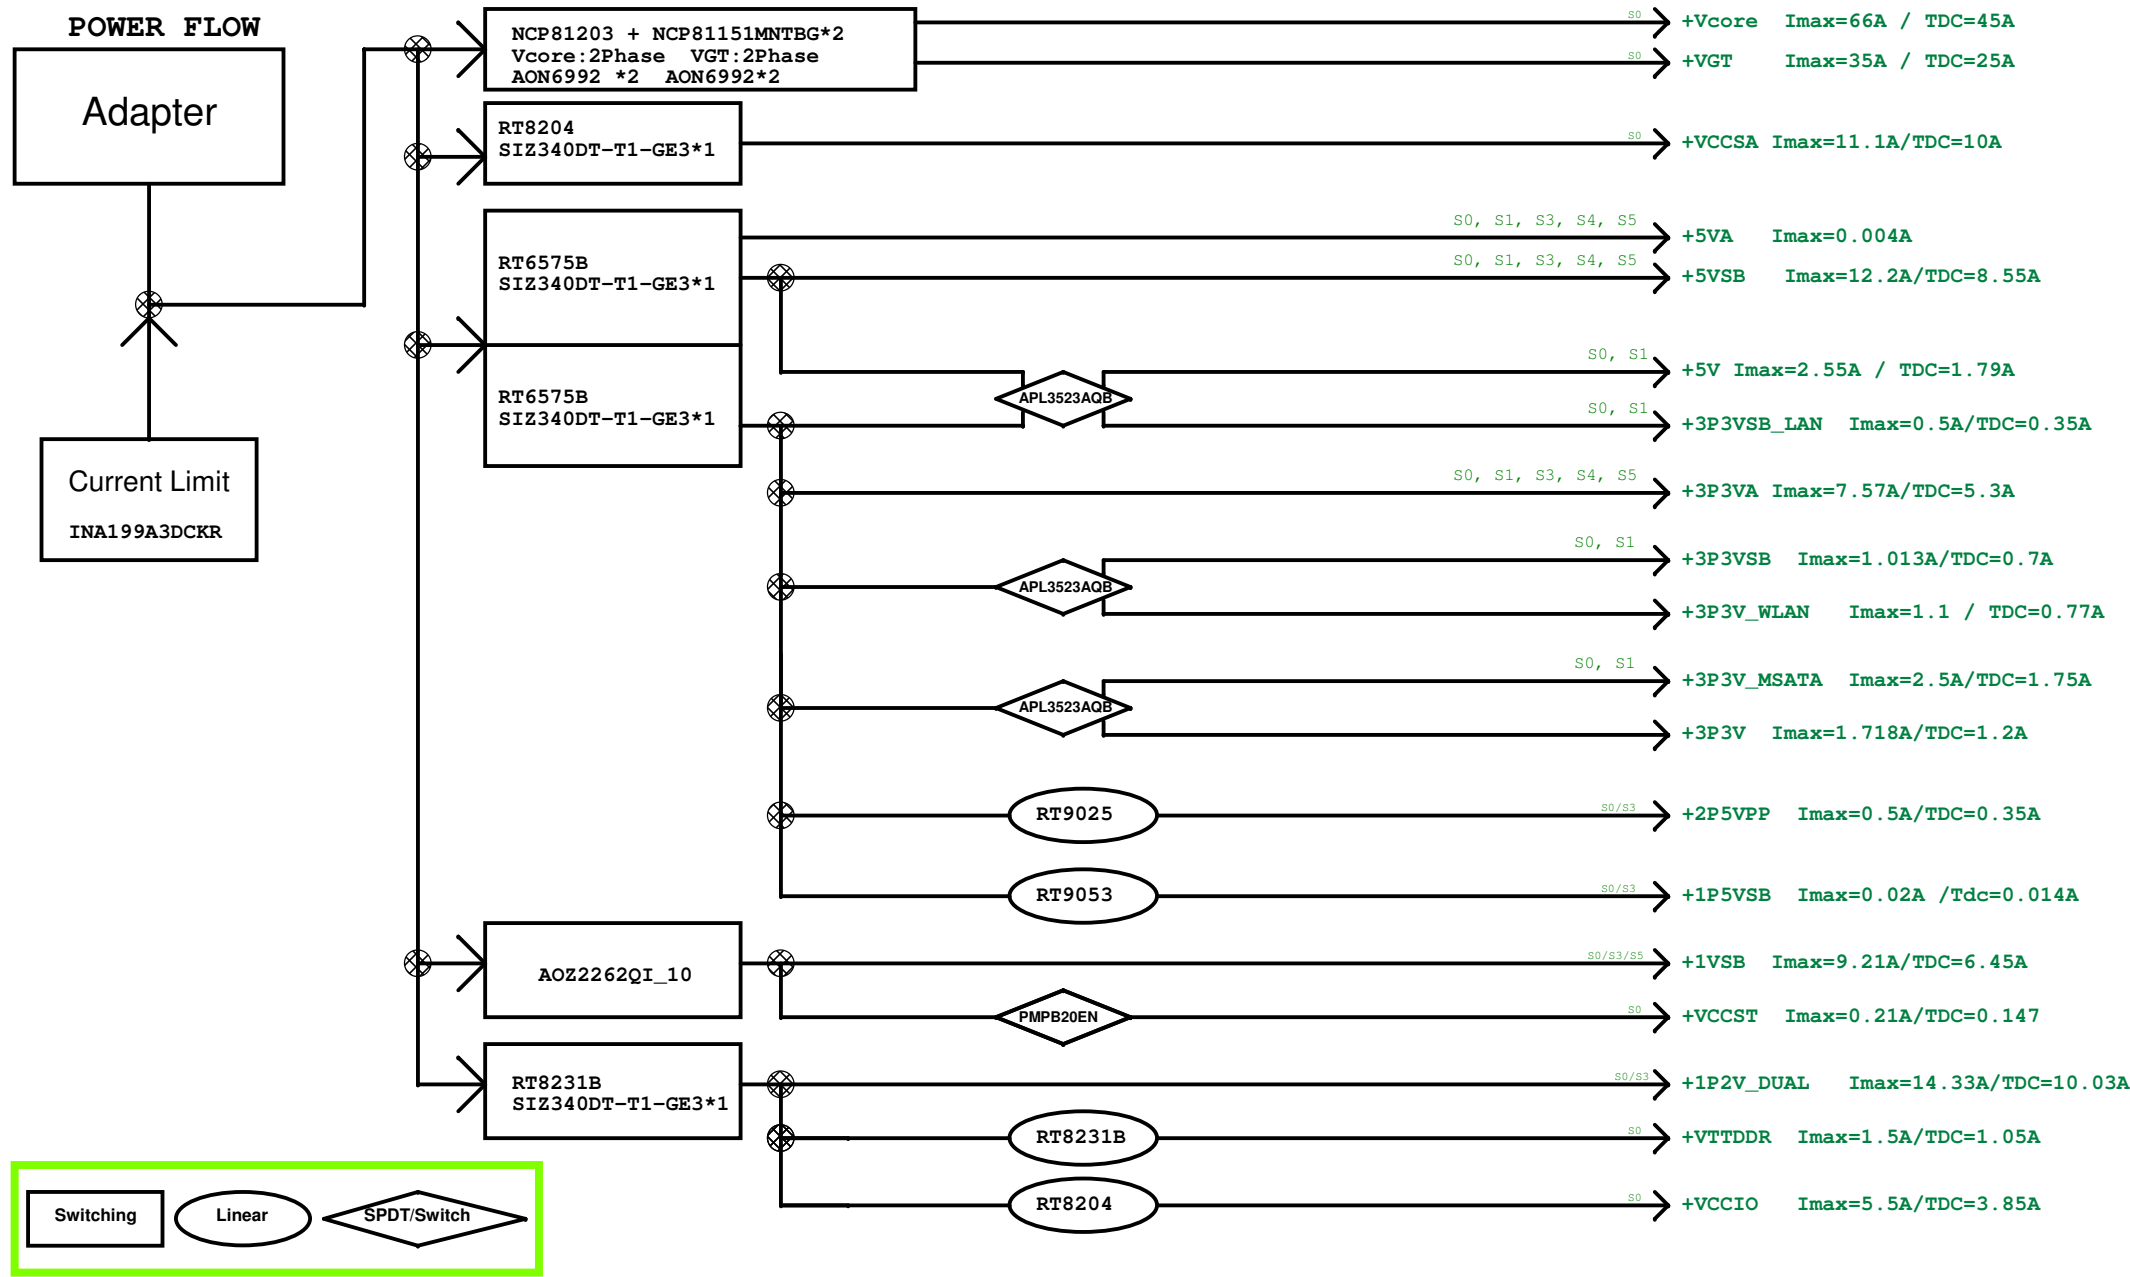 POWER FLOW
Adapter
Current Limit
INA199A3DCKR
NCP81203 + NCP81151MNTBG*2
Vcore:2Phase  VGT:2Phase
AON6992 *2  AON6992*2
S0
+Vcore  Imax=66A / TDC=45A
S0
+VGT    Imax=35A / TDC=25A
RT8204
SIZ340DT-T1-GE3*1
S0
+VCCSA Imax=11.1A/TDC=10A
RT6575B
SIZ340DT-T1-GE3*1
S0, S1, S3, S4, S5
+5VA   Imax=0.004A
S0, S1, S3, S4, S5
+5VSB   Imax=12.2A/TDC=8.55A
RT6575B
SIZ340DT-T1-GE3*1
APL3523AQB
S0, S1
+5V Imax=2.55A / TDC=1.79A
S0, S1
+3P3VSB_LAN  Imax=0.5A/TDC=0.35A
S0, S1, S3, S4, S5
+3P3VA Imax=7.57A/TDC=5.3A
APL3523AQB
S0, S1
+3P3VSB  Imax=1.013A/TDC=0.7A
+3P3V_WLAN   Imax=1.1 / TDC=0.77A
APL3523AQB
S0, S1
+3P3V_MSATA  Imax=2.5A/TDC=1.75A
+3P3V  Imax=1.718A/TDC=1.2A
RT9025
S0/S3
+2P5VPP  Imax=0.5A/TDC=0.35A
RT9053
S0/S3
+1P5VSB  Imax=0.02A /Tdc=0.014A
AOZ2262QI_10
S0/S3/S5
+1VSB  Imax=9.21A/TDC=6.45A
PMPB20EN
S0
+VCCST  Imax=0.21A/TDC=0.147
RT8231B
SIZ340DT-T1-GE3*1
S0/S3
+1P2V_DUAL   Imax=14.33A/TDC=10.03A
RT8231B
S0
+VTTDDR  Imax=1.5A/TDC=1.05A
RT8204
S0
+VCCIO   Imax=5.5A/TDC=3.85A
Switching
Linear
SPDT/Switch